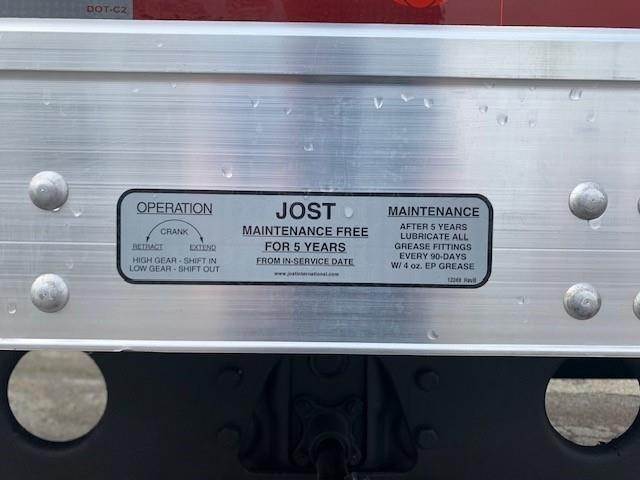 DOT-C2
OPERATION
CRANK
RETRACT EXTEND
HIGH GEAR - SHIFT IN
LOW GEAR - SHIFT OUT
JOST
MAINTENANCE FREE
FOR 5 YEARS
FROM IN-SERVICE DATE
www.jostinternational.com
MAINTENANCE
AFTER 5 YEARS
LUBRICATE ALL
GREASE FITTINGS
EVERY 90-DAYS
W/ 4 oz. EP GREASE
12269 RevB